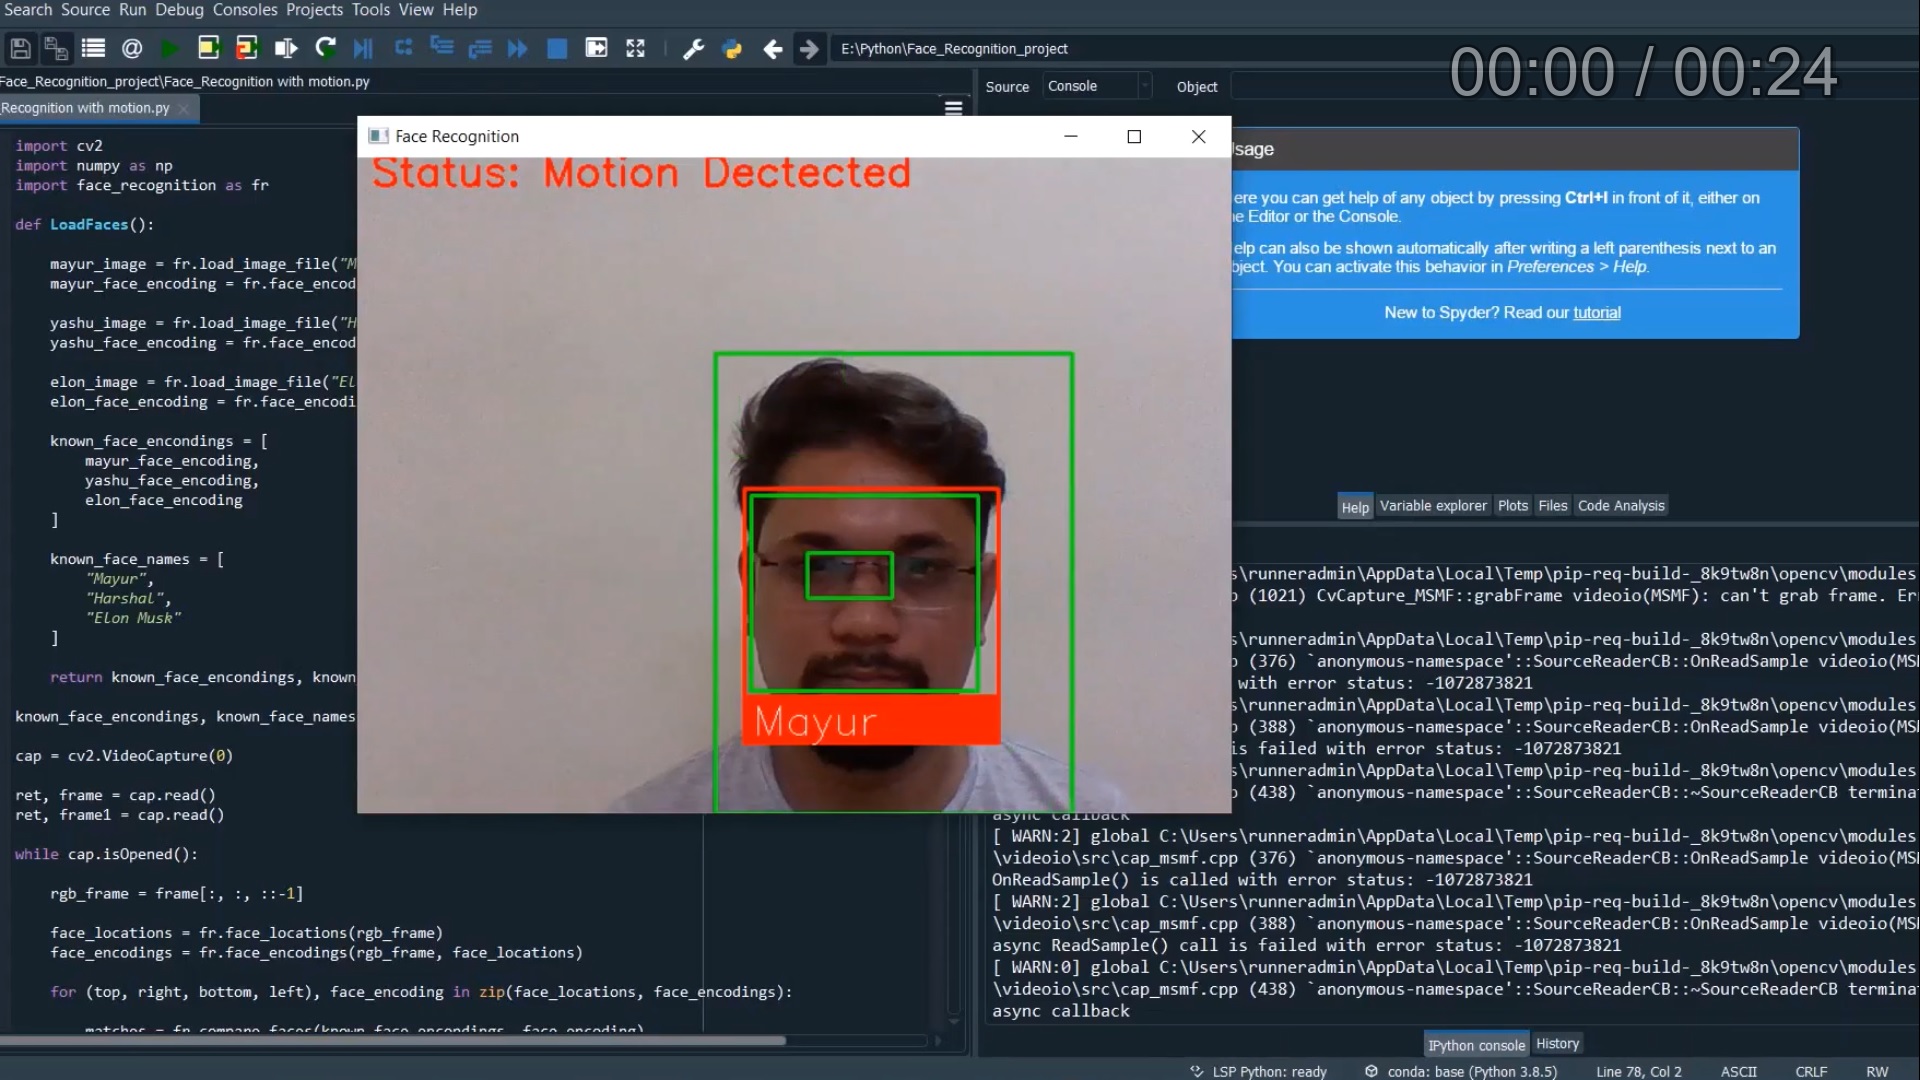 Search Source Run Debug Consoles Projects Tools View Help
E:\Python\Face_Recognition_project
00:00 / 00:24
Face_Recognition_project\Face_Recognition with motion.py
Source Console Object
Recognition with motion.py
import cv2
import numpy as np
import face_recognition as fr
def LoadFaces():
mayur_image = fr.load_image_file("M
mayur_face_encoding = fr.face_encod
yashu_image = fr.load_image_file("H
yashu_face_encoding = fr.face_encod
elon_image = fr.load_image_file("El
elon_face_encoding = fr.face_encodi
known_face_encondings = [
mayur_face_encoding,
yashu_face_encoding,
elon_face_encoding
]
known_face_names = [
"Mayur",
"Harshal",
"Elon Musk"
]
return known_face_encondings, known
known_face_encondings, known_face_names
cap = cv2.VideoCapture(0)
ret, frame = cap.read()
ret, frame1 = cap.read()
while cap.isOpened():
rgb_frame = frame[:, :, ::-1]
face_locations = fr.face_locations(rgb_frame)
face_encodings = fr.face_encodings(rgb_frame, face_locations)
for (top, right, bottom, left), face_encoding in zip(face_locations, face_encodings):
matches = fr.compare_faces(known_face_encondings, face_encoding)
Face Recognition
Status: Motion Dectected
Mayur
Usage
ere you can get help of any object by pressing Ctrl+I in front of it, either on
e Editor or the Console.
elp can also be shown automatically after writing a left parenthesis next to an
bject. You can activate this behavior in Preferences > Help.
New to Spyder? Read our tutorial
Help Variable explorer Plots Files Code Analysis
s\runneradmin\AppData\Local\Temp\pip-req-build-_8k9tw8n\opencv\modules
p (1021) CvCapture_MSMF::grabFrame videoio(MSMF): can't grab frame. Er
s\runneradmin\AppData\Local\Temp\pip-req-build-_8k9tw8n\opencv\modules
p (376) `anonymous-namespace'::SourceReaderCB::OnReadSample videoio(MSM
with error status: -1072873821
s\runneradmin\AppData\Local\Temp\pip-req-build-_8k9tw8n\opencv\modules
p (388) `anonymous-namespace'::SourceReaderCB::OnReadSample videoio(MSM
is failed with error status: -1072873821
s\runneradmin\AppData\Local\Temp\pip-req-build-_8k9tw8n\opencv\modules
p (438) `anonymous-namespace'::SourceReaderCB::~SourceReaderCB termina
async callback
[ WARN:2] global C:\Users\runneradmin\AppData\Local\Temp\pip-req-build-_8k9tw8n\opencv\modules
\videoio\src\cap_msmf.cpp (376) `anonymous-namespace'::SourceReaderCB::OnReadSample videoio(MS
OnReadSample() is called with error status: -1072873821
[ WARN:2] global C:\Users\runneradmin\AppData\Local\Temp\pip-req-build-_8k9tw8n\opencv\modules
\videoio\src\cap_msmf.cpp (388) `anonymous-namespace'::SourceReaderCB::OnReadSample videoio(MS
async ReadSample() call is failed with error status: -1072873821
[ WARN:0] global C:\Users\runneradmin\AppData\Local\Temp\pip-req-build-_8k9tw8n\opencv\modules
\videoio\src\cap_msmf.cpp (438) `anonymous-namespace'::SourceReaderCB::~SourceReaderCB termina
async callback
IPython console History
LSP Python: ready conda: base (Python 3.8.5) Line 78, Col 2 ASCII CRLF RW